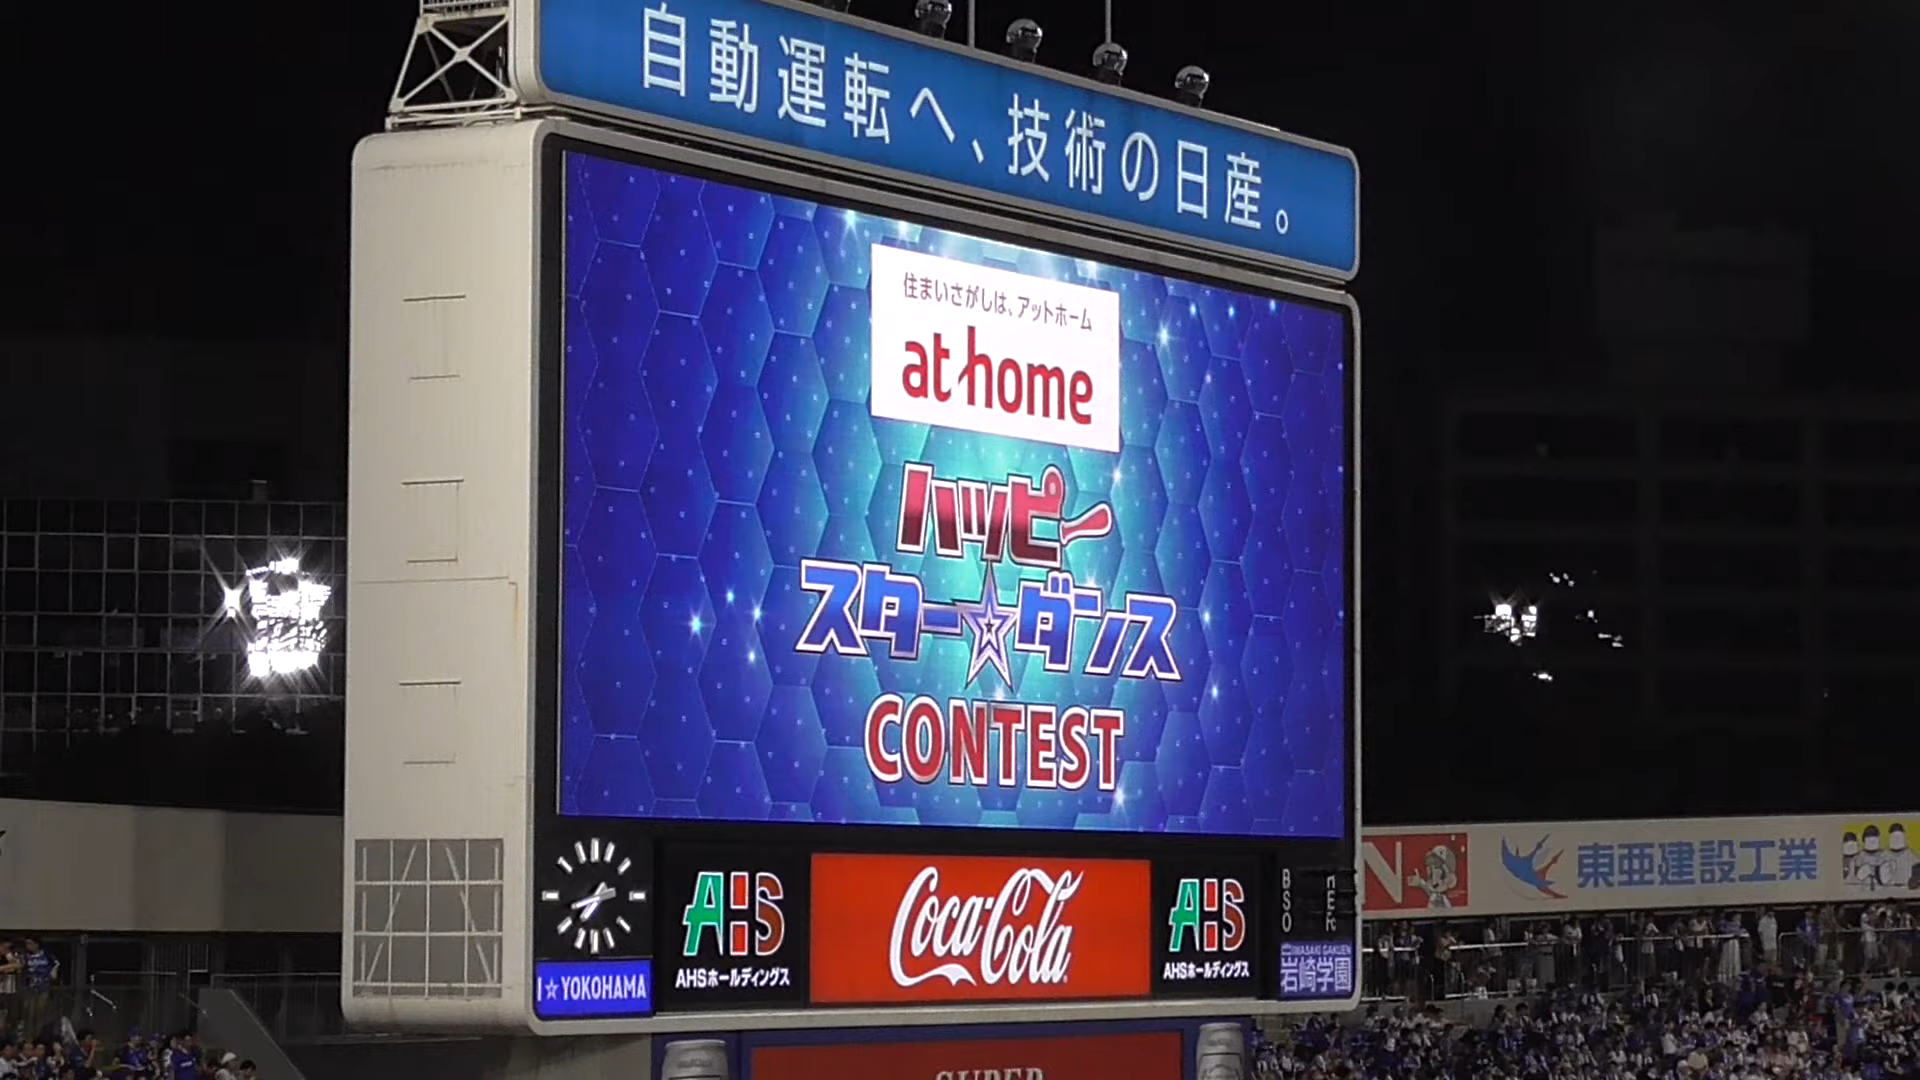 自動運転へ、技術の日産。
住まいさがしは、アットホーム
at home
ハッピー
スター☆ダンス
CONTEST
AHS
AHSホールディングス
Coca-Cola
AHS
AHSホールディングス
B
S
O
I☆YOKOHAMA
IWASAKI GAKUEN
岩崎学園
N
東亜建設工業
SUPER